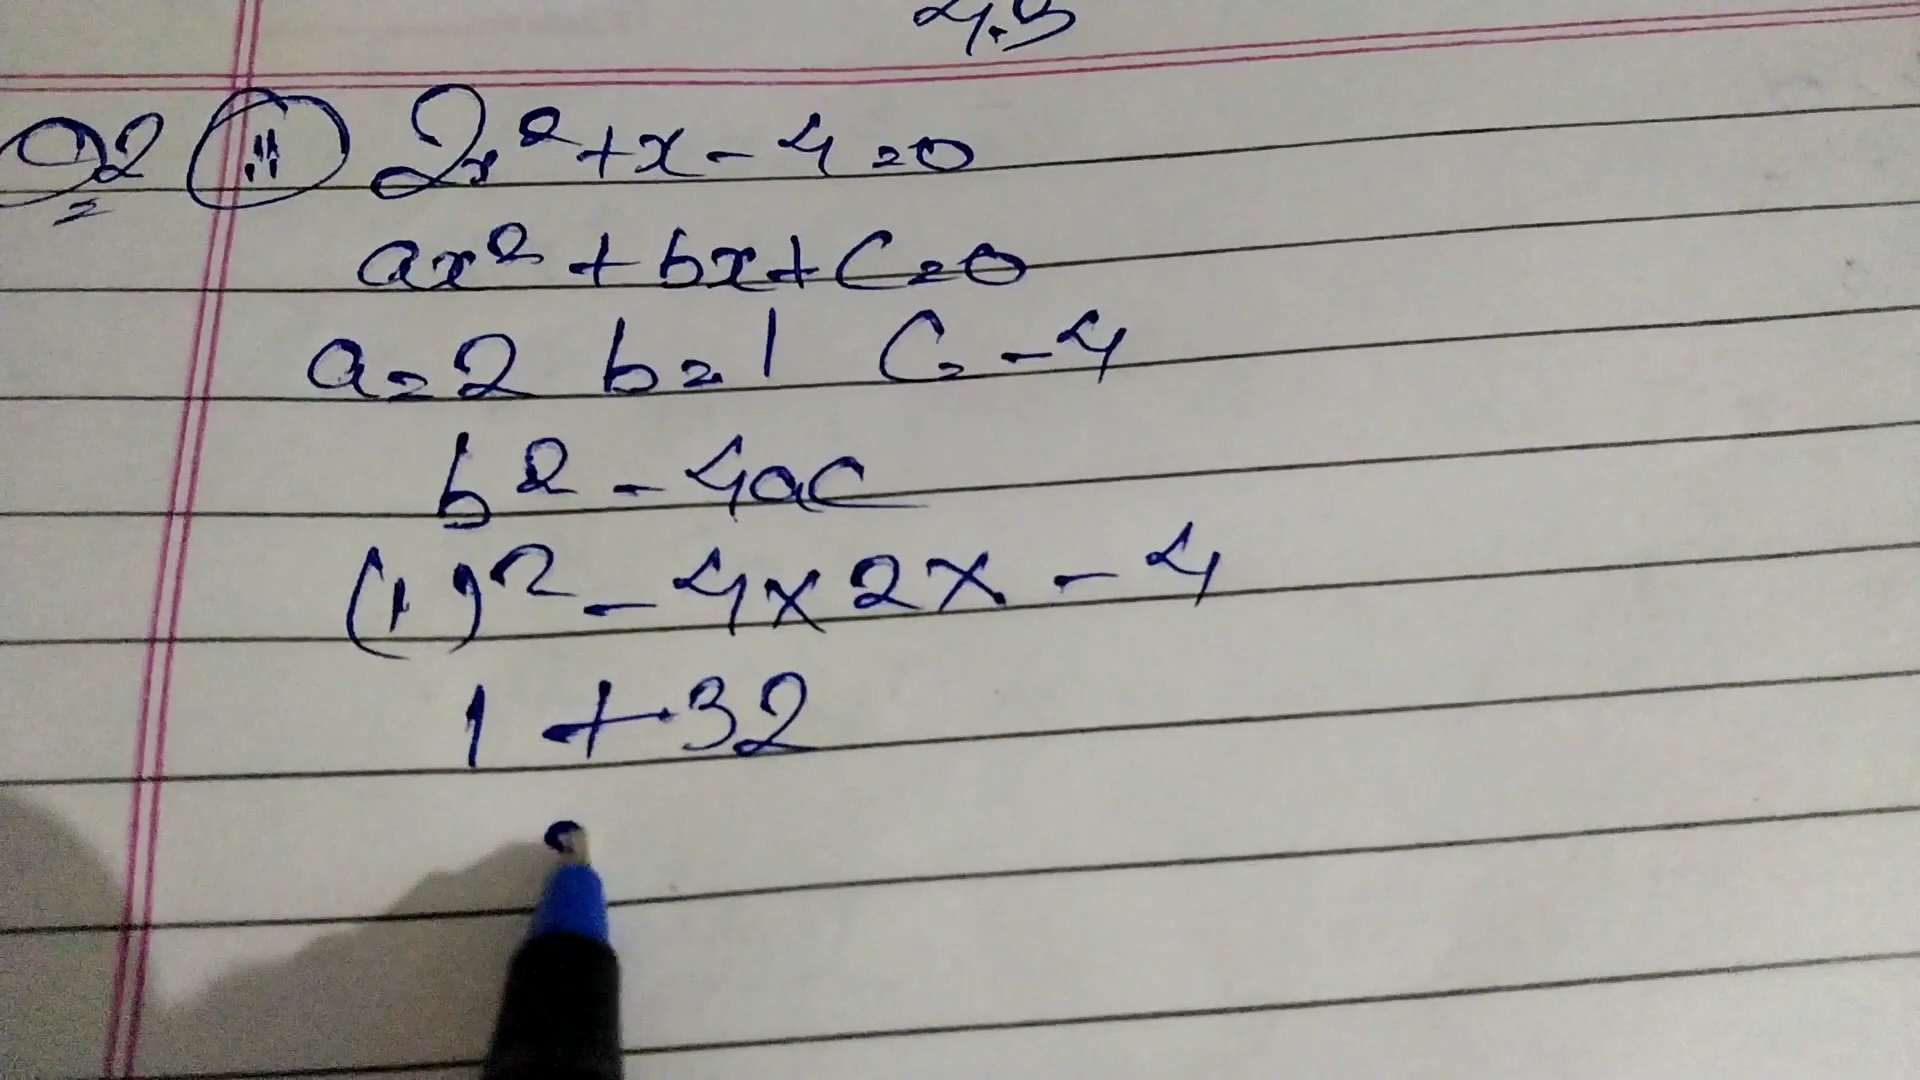 4.3
Q2 (ii) 2x² + x - 4 = 0
ax² + bx + c = 0
a = 2 b = 1 c = -4
b² - 4ac
(1)² - 4 × 2 × - 4
1 + 32